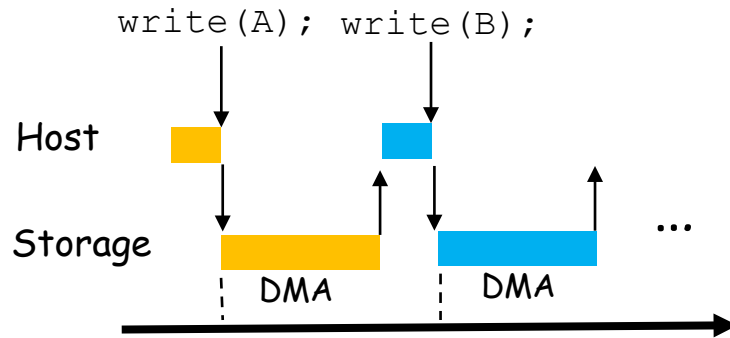 write(A); write(B);
Host
Storage
...
DMA DMA